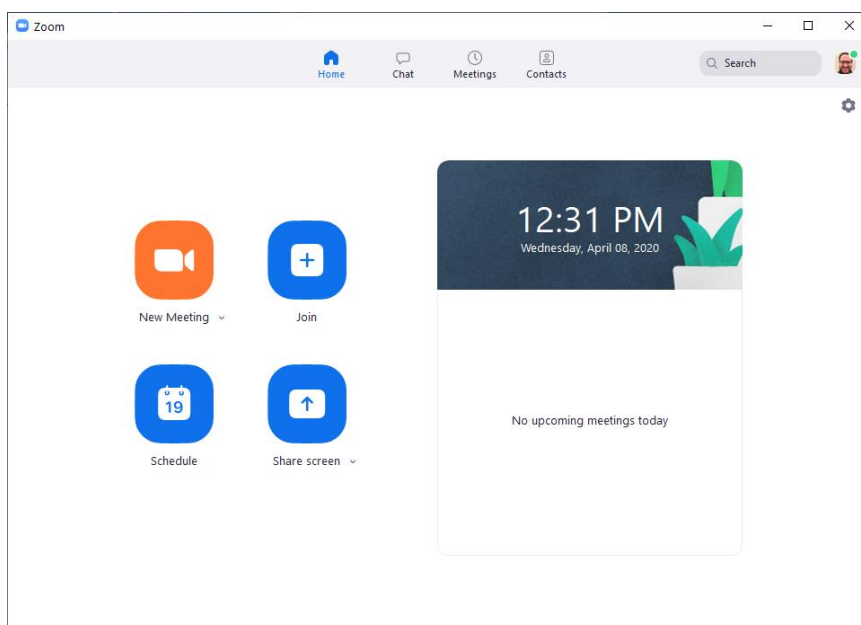 Zoom
Home
Chat
Meetings
Contacts
Search
12:31 PM
Wednesday, April 08, 2020
New Meeting
Join
19
Schedule
Share screen
No upcoming meetings today